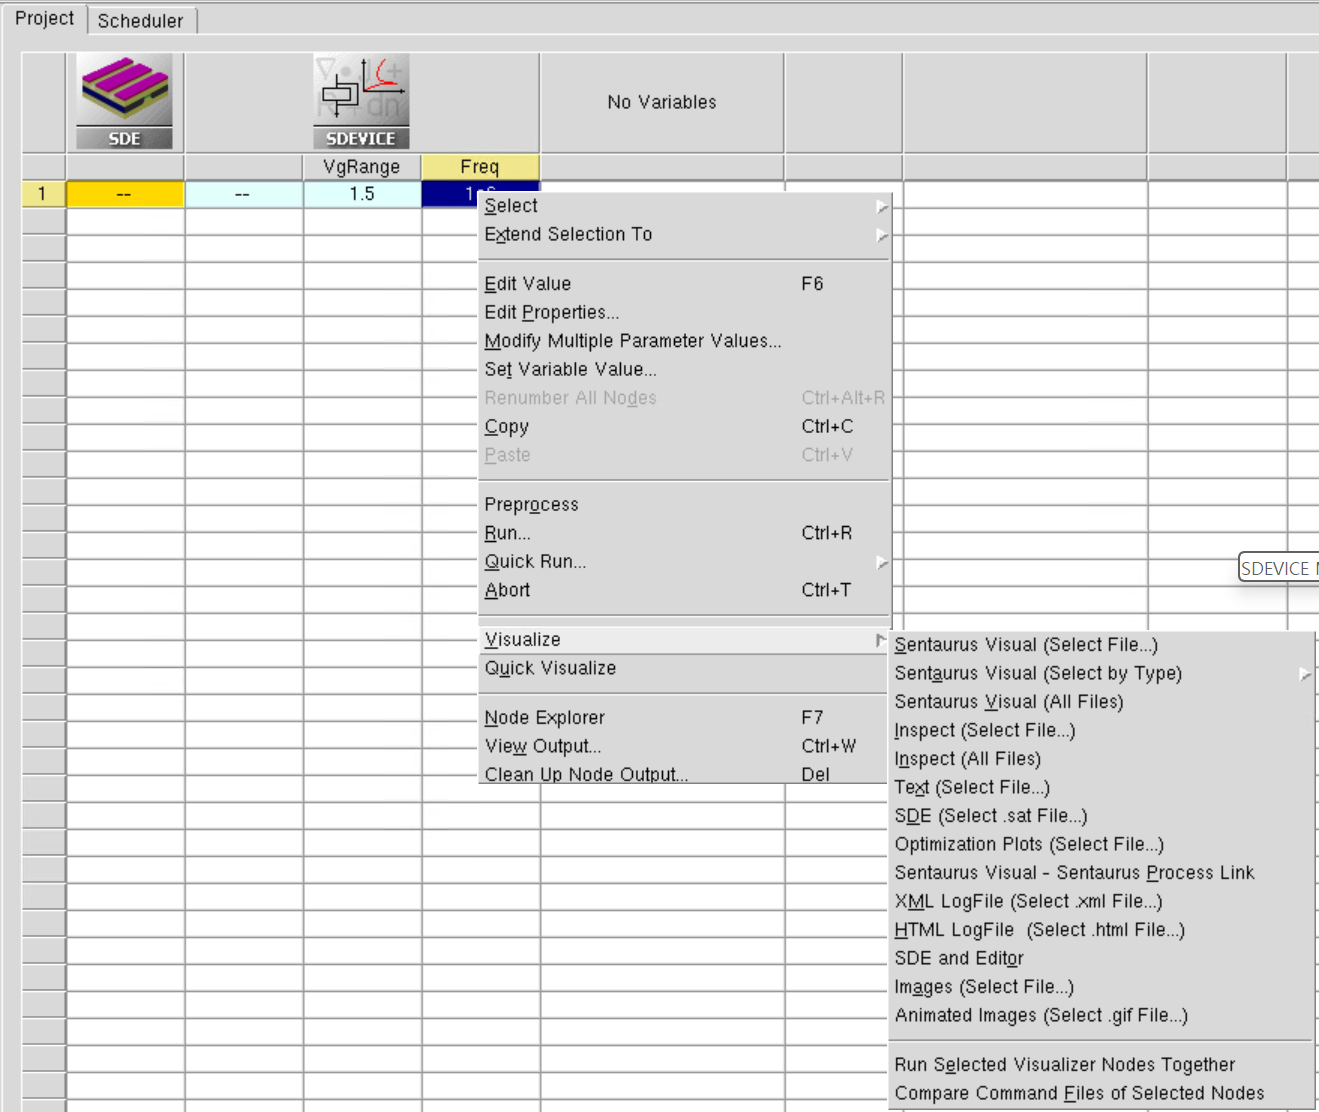 Project
Scheduler
SDE
SDEVICE
No Variables
VgRange
Freq
1
--
--
1.5
Select
Extend Selection To
Edit Value F6
Edit Properties...
Modify Multiple Parameter Values...
Set Variable Value...
Renumber All Nodes Ctrl+Alt+R
Copy Ctrl+C
Paste Ctrl+V
Preprocess
Run... Ctrl+R
Quick Run...
Abort Ctrl+T
SDEVICE
Visualize
Quick Visualize
Node Explorer F7
View Output... Ctrl+W
Clean Up Node Output... Del
Sentaurus Visual (Select File...)
Sentaurus Visual (Select by Type)
Sentaurus Visual (All Files)
Inspect (Select File...)
Inspect (All Files)
Text (Select File...)
SDE (Select .sat File...)
Optimization Plots (Select File...)
Sentaurus Visual - Sentaurus Process Link
XML LogFile (Select .xml File...)
HTML LogFile (Select .html File...)
SDE and Editor
Images (Select File...)
Animated Images (Select .gif File...)
Run Selected Visualizer Nodes Together
Compare Command Files of Selected Nodes